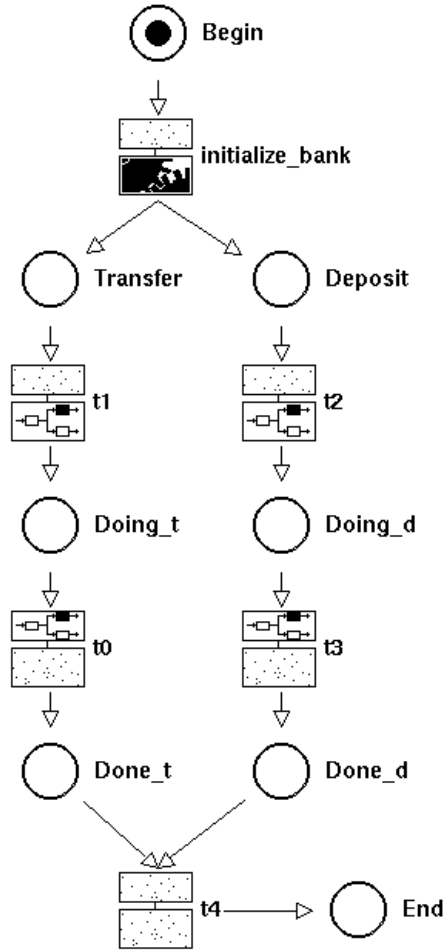 Begin
initialize_bank
Transfer
Deposit
t1
t2
Doing_t
Doing_d
t0
t3
Done_t
Done_d
t4
End